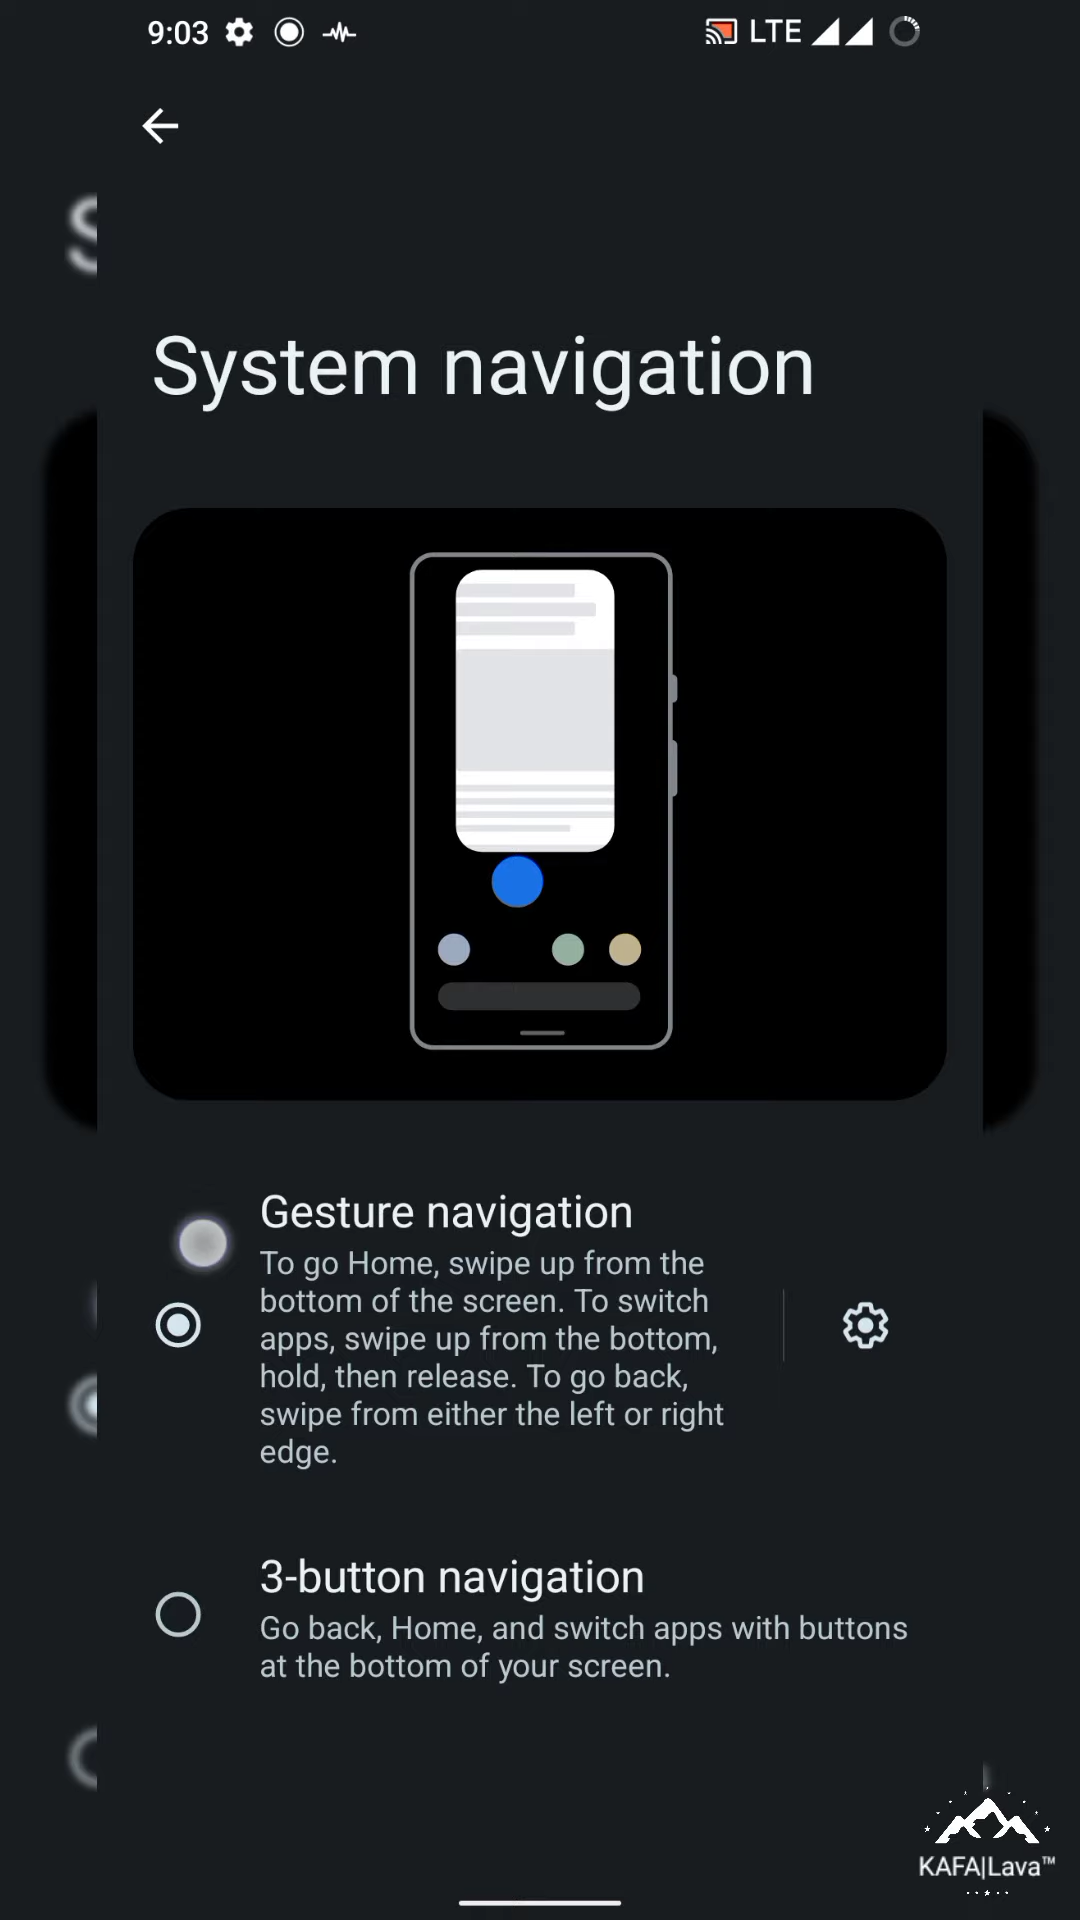 9:03
LTE
System navigation
Gesture navigation
To go Home, swipe up from the
bottom of the screen. To switch
apps, swipe up from the bottom,
hold, then release. To go back,
swipe from either the left or right
edge.
3-button navigation
Go back, Home, and switch apps with buttons
at the bottom of your screen.
KAFA|Lava™